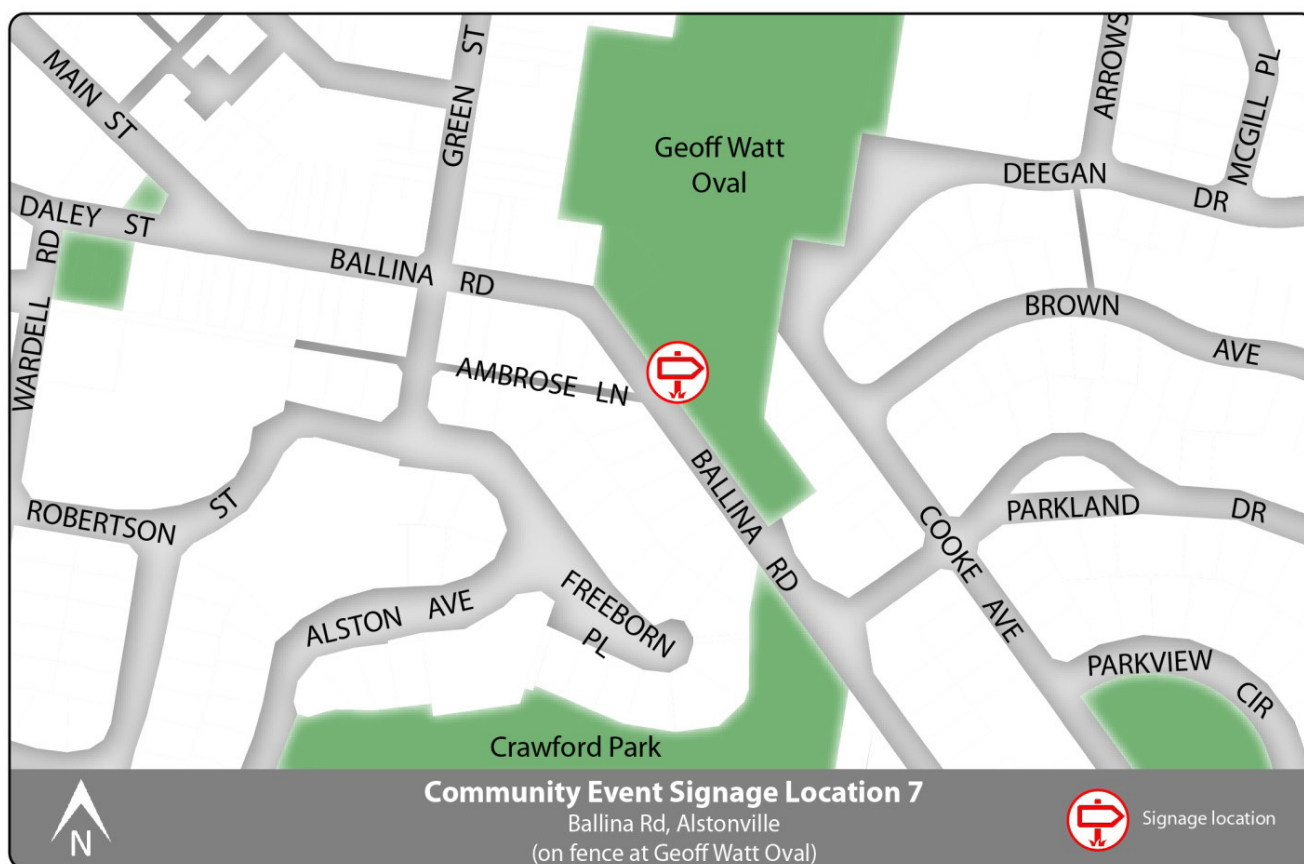 MAIN ST
GREEN ST
Geoff Watt
Oval
ARROWS
MCGILL PL
DEEGAN DR
DALEY ST
WARDELL RD
BALLINA RD
BROWN AVE
AMBROSE LN
BALLINA RD
ROBERTSON ST
COOKE AVE
PARKLAND DR
ALSTON AVE
FREEBORN PL
PARKVIEW CIR
Crawford Park
N
Community Event Signage Location 7
Ballina Rd, Alstonville
(on fence at Geoff Watt Oval)
Signage location